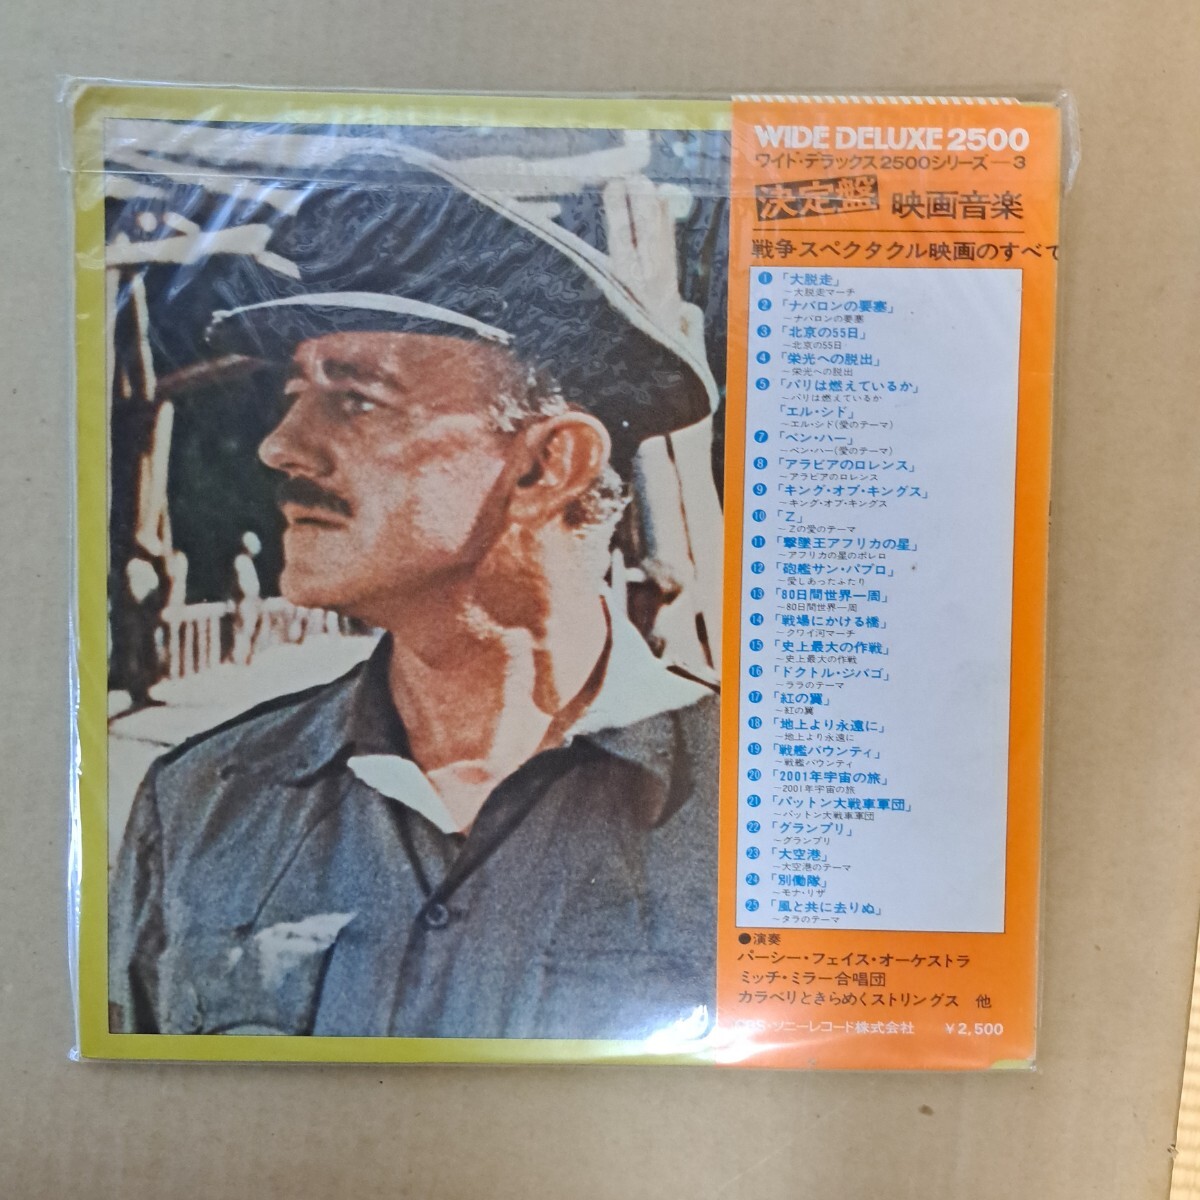 WIDE DELUXE 2500
ワイド・デラックス2500シリーズ—3
決定盤 映画音楽
戦争スペクタクル映画のすべて
1 「大脱走」
～大脱走マーチ
2 「ナバロンの要塞」
～ナバロンの要塞
3 「北京の55日」
～北京の55日
4 「栄光への脱出」
～栄光への脱出
5 「パリは燃えているか」
～パリは燃えているか
「エル・シド」
～エル・シド(愛のテーマ)
7 「ベン・ハー」
～ベン・ハー(愛のテーマ)
8 「アラビアのロレンス」
～アラビアのロレンス
9 「キング・オブ・キングス」
～キング・オブ・キングス
10 「Z」
～Zの愛のテーマ
11 「撃墜王アフリカの星」
～アフリカの星のボレロ
12 「砲艦サン・パブロ」
～愛しあったふたり
13 「80日間世界一周」
～80日間世界一周
14 「戦場にかける橋」
～クワイ河マーチ
15 「史上最大の作戦」
～史上最大の作戦
16 「ドクトル・ジバゴ」
～ララのテーマ
17 「紅の翼」
～紅の翼
18 「地上より永遠に」
～地上より永遠に
19 「戦艦バウンティ」
～戦艦バウンティ
20 「2001年宇宙の旅」
～2001年宇宙の旅
21 「パットン大戦車軍団」
～パットン大戦車軍団
22 「グランプリ」
～グランプリ
23 「大空港」
～大空港のテーマ
24 「別働隊」
～モナ・リザ
25 「風と共に去りぬ」
～タラのテーマ
●演奏
パーシー・フェイス・オーケストラ
ミッチ・ミラー合唱団
カラベリときらめくストリングス 他
CBS・ソニーレコード株式会社 ¥2,500